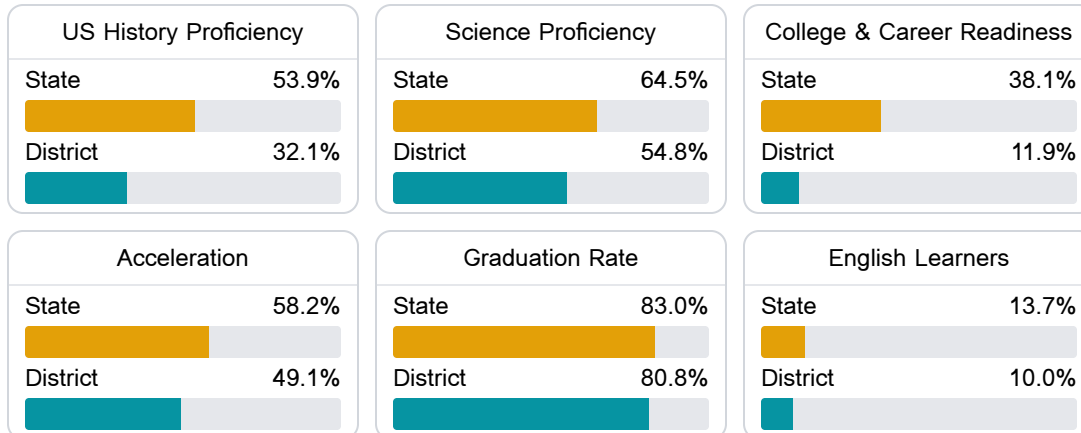 US History Proficiency
State 53.9%
District 32.1%
Science Proficiency
State 64.5%
District 54.8%
College & Career Readiness
State 38.1%
District 11.9%
Acceleration
State 58.2%
District 49.1%
Graduation Rate
State 83.0%
District 80.8%
English Learners
State 13.7%
District 10.0%